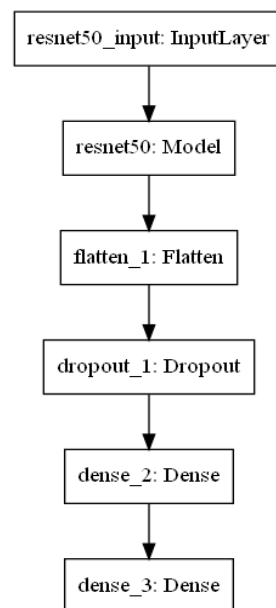 resnet50_input: InputLayer
resnet50: Model
flatten_1: Flatten
dropout_1: Dropout
dense_2: Dense
dense_3: Dense